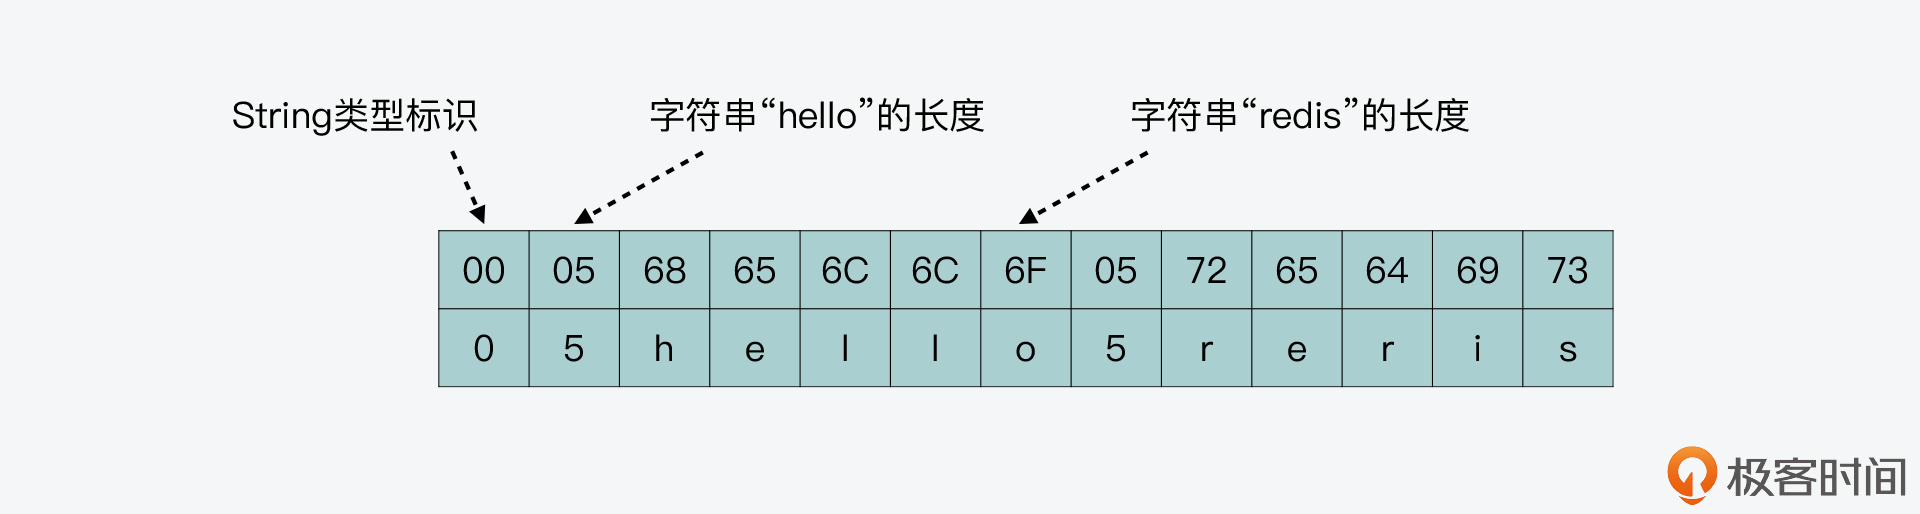 String类型标识 字符串“hello”的长度 字符串“redis”的长度
00 05 68 65 6C 6C 6F 05 72 65 64 69 73
0 5 h e l l o 5 r e r i s
极客时间